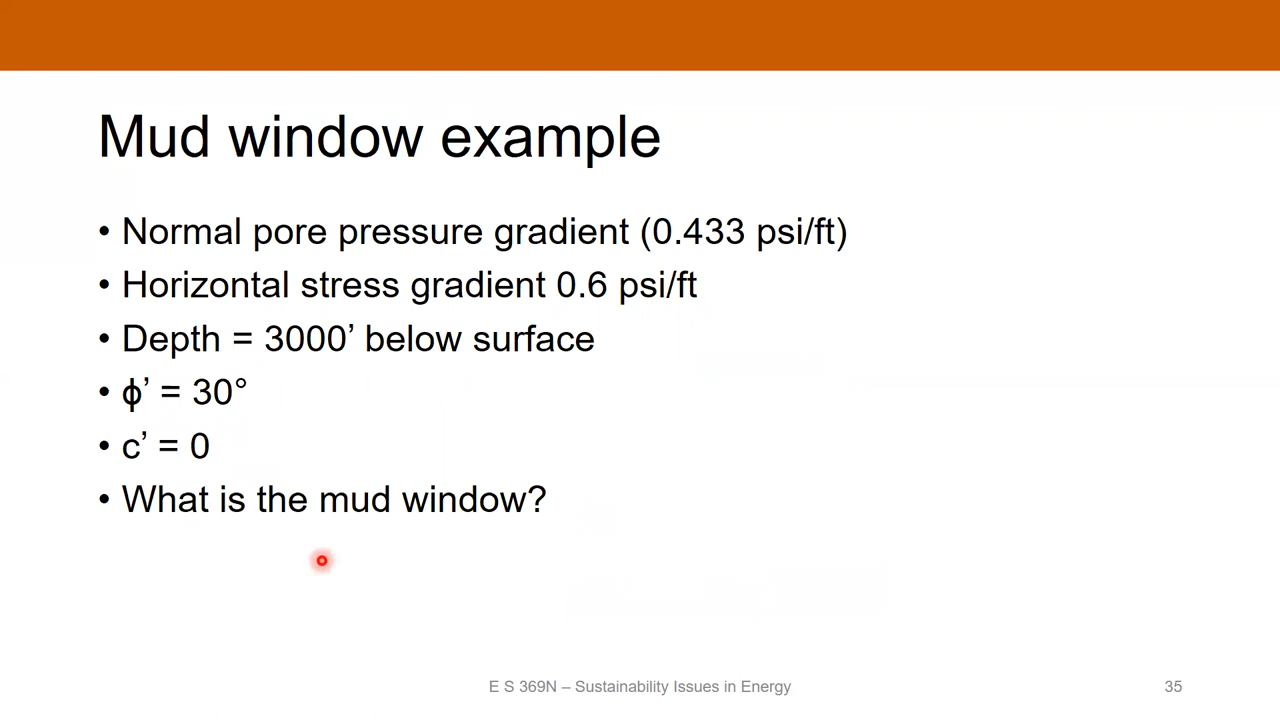 Mud window example
• Normal pore pressure gradient (0.433 psi/ft)
• Horizontal stress gradient 0.6 psi/ft
• Depth = 3000’ below surface
• ϕ’ = 30°
• c’ = 0
• What is the mud window?
E S 369N – Sustainability Issues in Energy
35